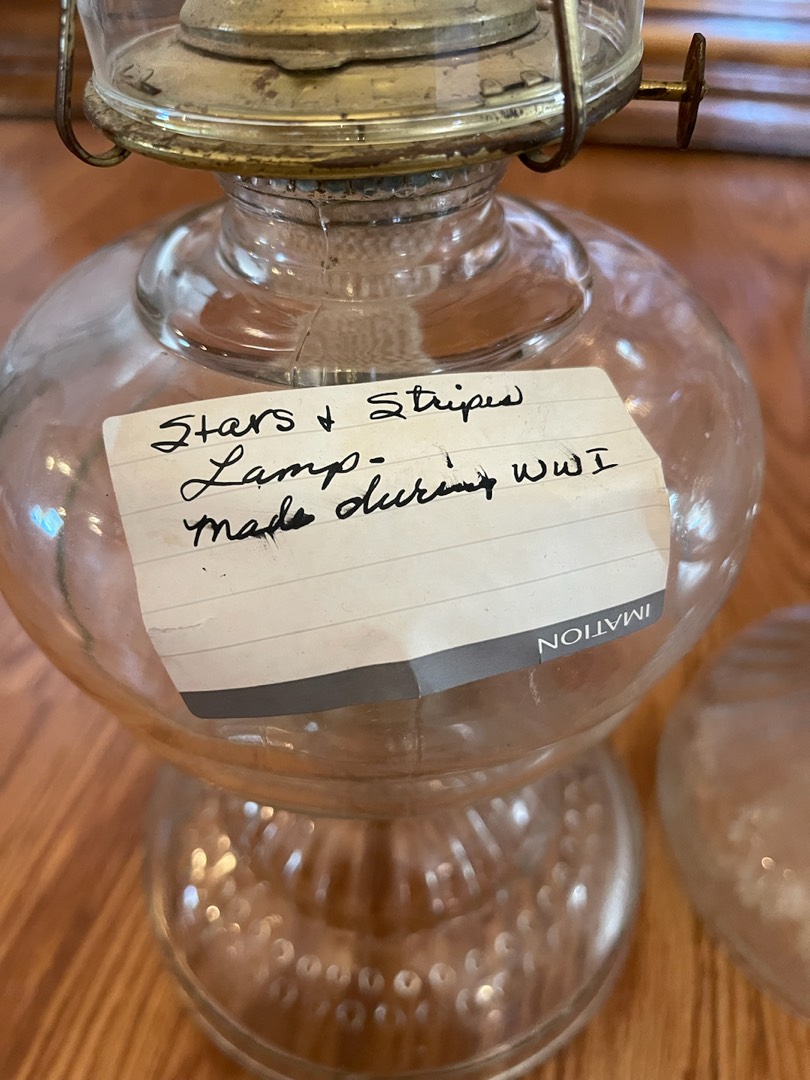 Stars & Stripes
Lamp-
Made during WWI
IMATION